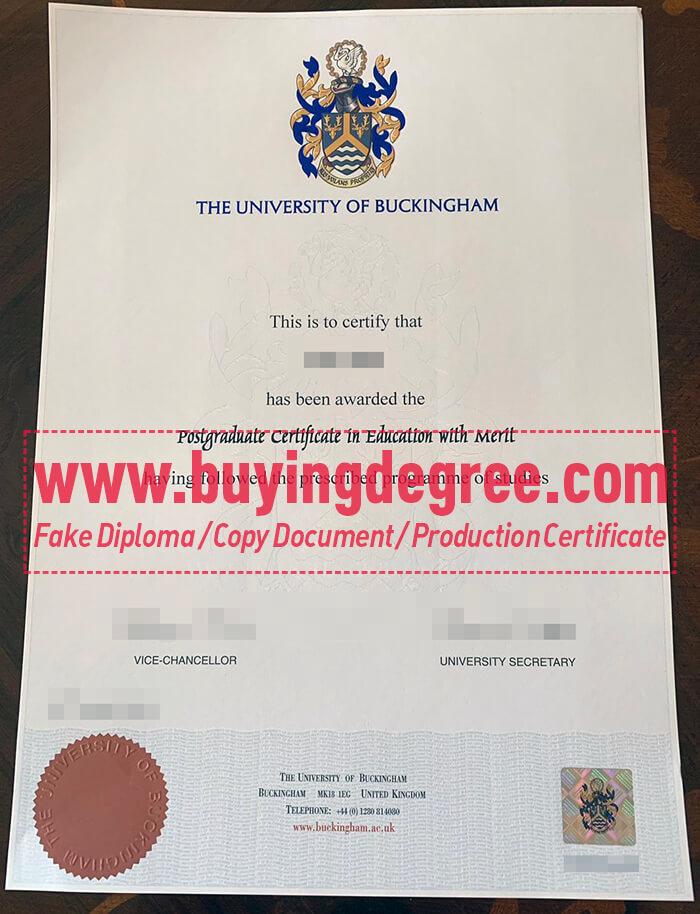 THE UNIVERSITY OF BUCKINGHAM
This is to certify that
has been awarded the
Postgraduate Certificate in Education with Merit
having followed the prescribed programme of studies
www.buyingdegree.com
Fake Diploma / Copy Document / Production Certificate
VICE-CHANCELLOR
UNIVERSITY SECRETARY
THE UNIVERSITY OF BUCKINGHAM
THE UNIVERSITY OF BUCKINGHAM
BUCKINGHAM MK18 1EG UNITED KINGDOM
TELEPHONE: +44 (0) 1280 814080
www.buckingham.ac.uk